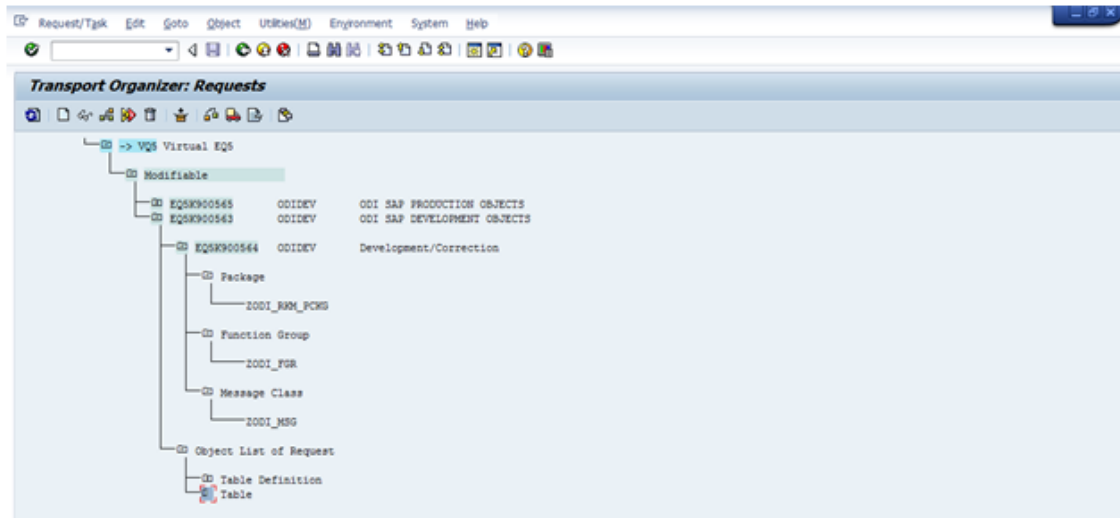 Request/Task Edit Goto Object Utilities(M) Environment System Help
Transport Organizer: Requests
-> VQ5 Virtual EQ5
Modifiable
EQ5K900565 ODIDEV ODI SAP PRODUCTION OBJECTS
EQ5K900563 ODIDEV ODI SAP DEVELOPMENT OBJECTS
EQ5K900564 ODIDEV Development/Correction
Package
ZODI_RKM_PCKG
Function Group
ZODI_FGR
Message Class
ZODI_MSG
Object List of Request
Table Definition
Table